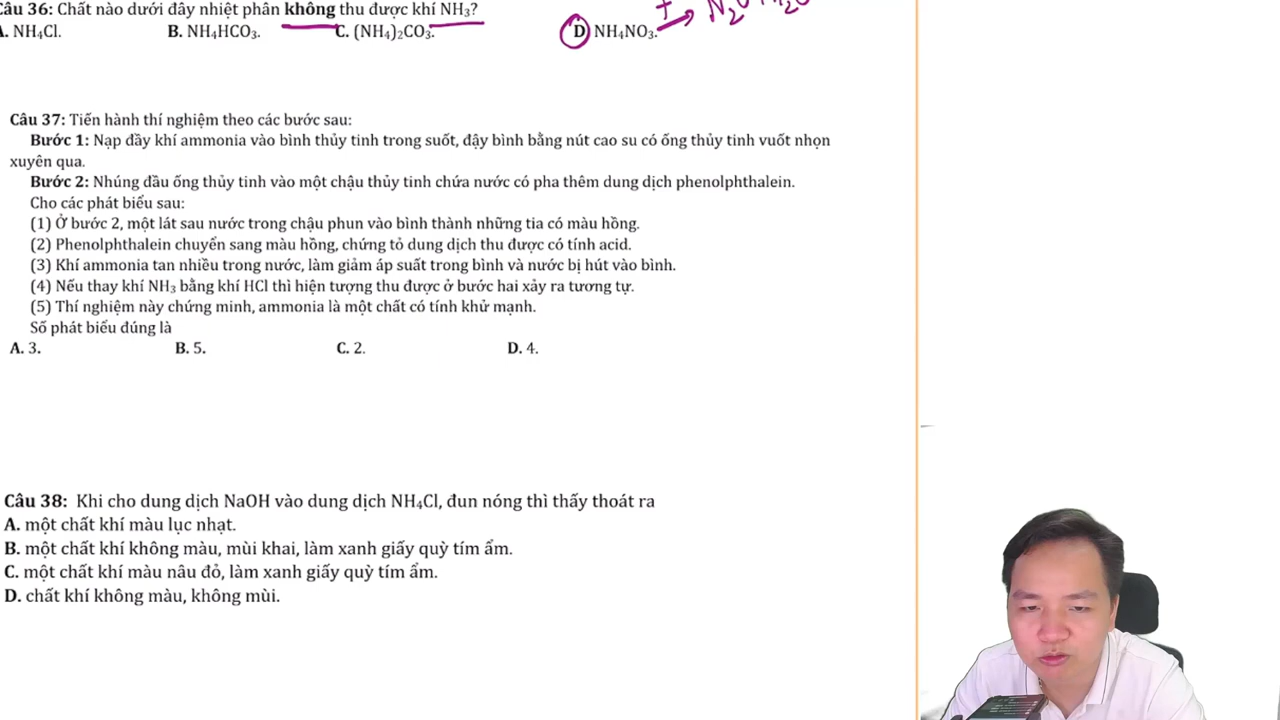 Câu 36: Chất nào dưới đây nhiệt phân không thu được khí NH₃?
A. NH₄Cl. B. NH₄HCO₃. C. (NH₄)₂CO₃. D. NH₄NO₃.
Câu 37: Tiến hành thí nghiệm theo các bước sau:
Bước 1: Nạp đầy khí ammonia vào bình thủy tinh trong suốt, đậy bình bằng nút cao su có ống thủy tinh vuốt nhọn
xuyên qua.
Bước 2: Nhúng đầu ống thủy tinh vào một chậu thủy tinh chứa nước có pha thêm dung dịch phenolphthalein.
Cho các phát biểu sau:
(1) Ở bước 2, một lát sau nước trong chậu phun vào bình thành những tia có màu hồng.
(2) Phenolphthalein chuyển sang màu hồng, chứng tỏ dung dịch thu được có tính acid.
(3) Khí ammonia tan nhiều trong nước, làm giảm áp suất trong bình và nước bị hút vào bình.
(4) Nếu thay khí NH₃ bằng khí HCl thì hiện tượng thu được ở bước hai xảy ra tương tự.
(5) Thí nghiệm này chứng minh, ammonia là một chất có tính khử mạnh.
Số phát biểu đúng là
A. 3. B. 5. C. 2. D. 4.
Câu 38: Khi cho dung dịch NaOH vào dung dịch NH₄Cl, đun nóng thì thấy thoát ra
A. một chất khí màu lục nhạt.
B. một chất khí không màu, mùi khai, làm xanh giấy quỳ tím ẩm.
C. một chất khí màu nâu đỏ, làm xanh giấy quỳ tím ẩm.
D. chất khí không màu, không mùi.